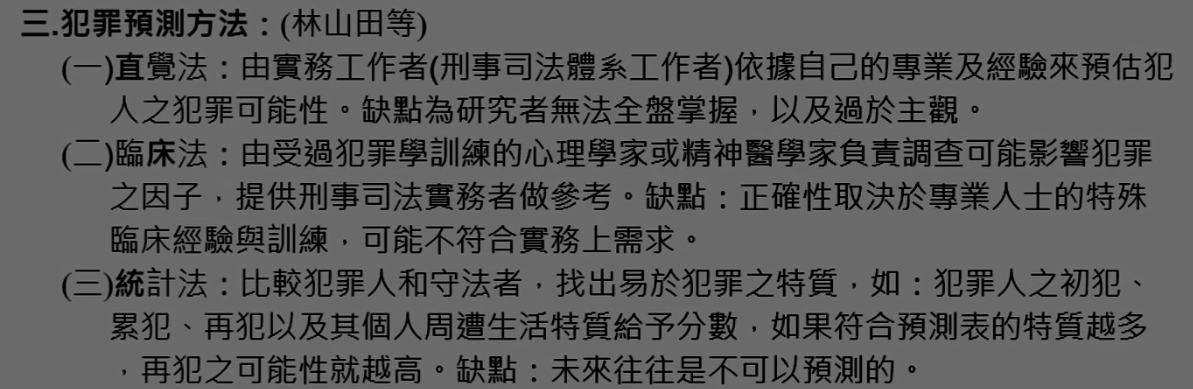 三.犯罪預測方法：(林山田等)
(一)直覺法：由實務工作者(刑事司法體系工作者)依據自己的專業及經驗來預估犯
人之犯罪可能性。缺點為研究者無法全盤掌握，以及過於主觀。
(二)臨床法：由受過犯罪學訓練的心理學家或精神醫學家負責調查可能影響犯罪
之因子，提供刑事司法實務者做參考。缺點：正確性取決於專業人士的特殊
臨床經驗與訓練，可能不符合實務上需求。
(三)統計法：比較犯罪人和守法者，找出易於犯罪之特質，如：犯罪人之初犯、
累犯、再犯以及其個人周遭生活特質給予分數，如果符合預測表的特質越多
，再犯之可能性就越高。缺點：未來往往是不可以預測的。